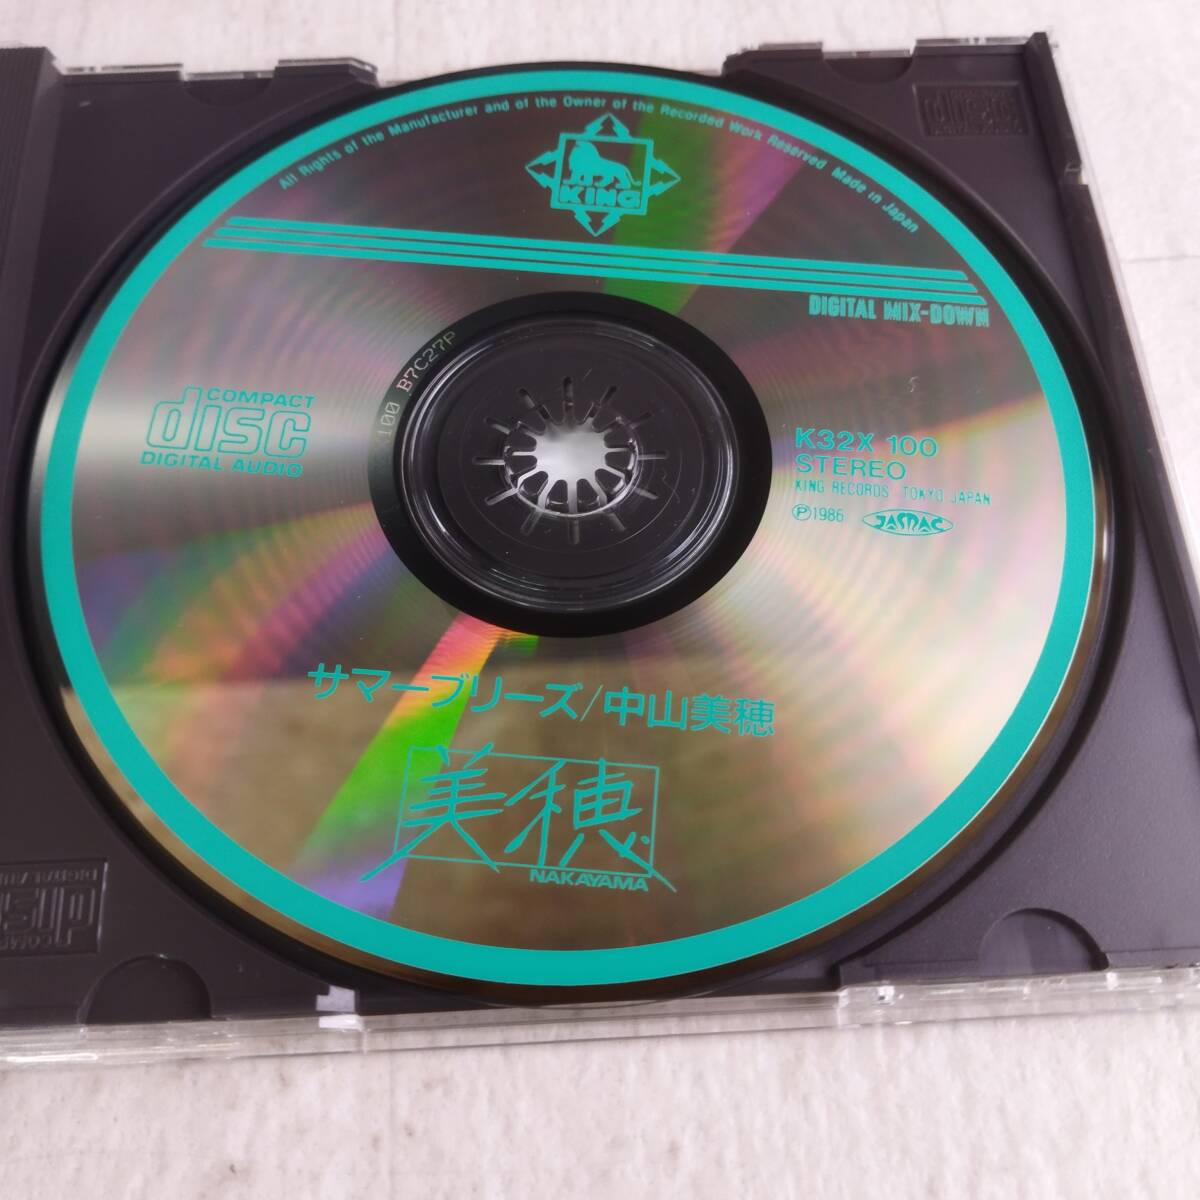 All Rights of the Manufacturer and of the Owner of the Recorded Work Reserved Made in Japan
KING
DIGITAL MIX-DOWN
COMPACT
disc
DIGITAL AUDIO
100 B7C27P
K32X 100
STEREO
KING RECORDS TOKYO JAPAN
Ⓟ1986 JASRAC
サマーブリーズ/中山美穂
美穂
NAKAYAMA